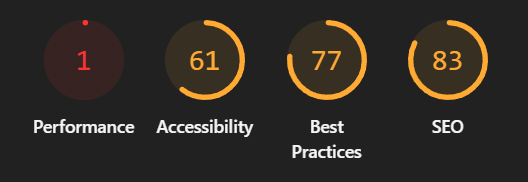 1 61 77 83
Performance Accessibility Best SEO
Practices